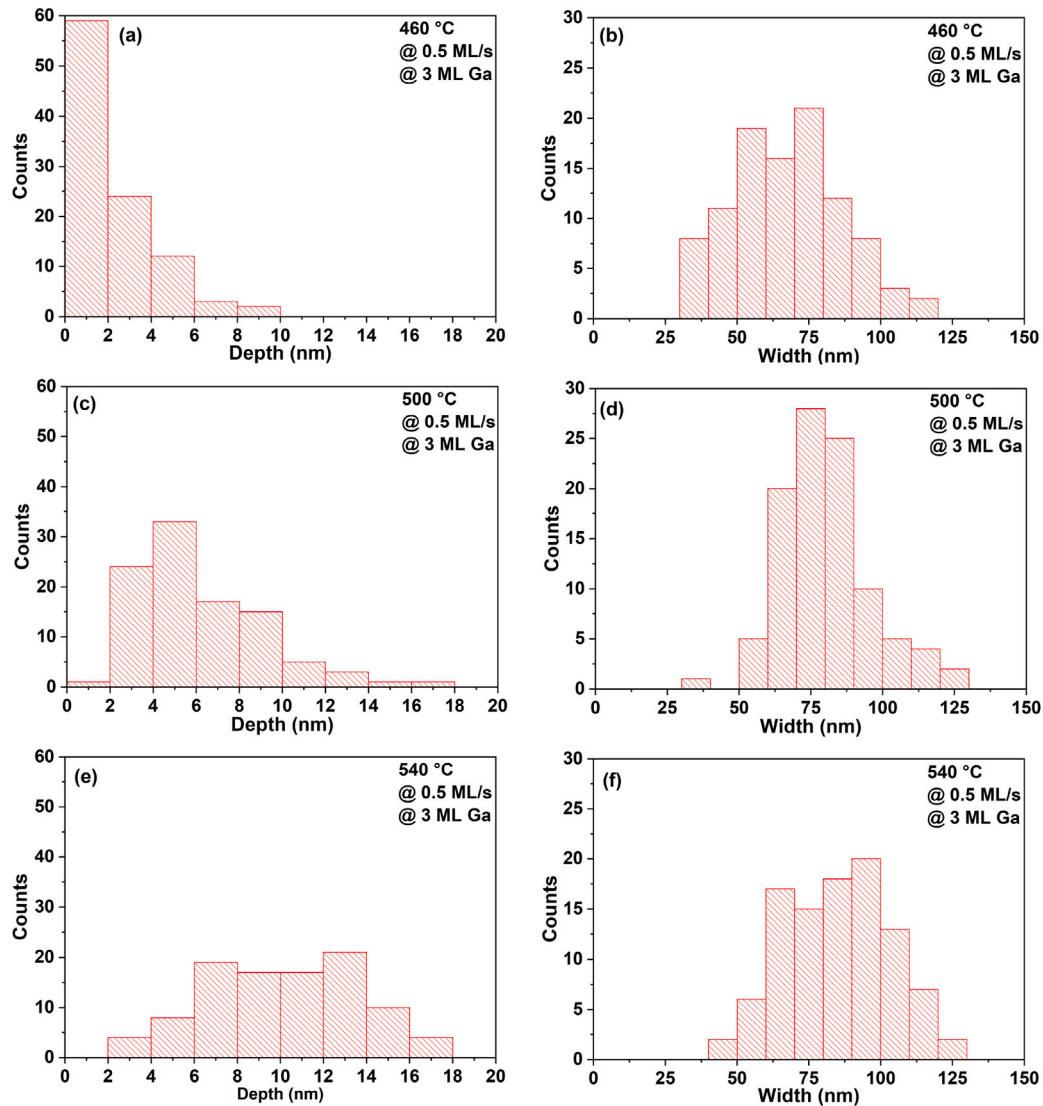 (a)
460 °C
@ 0.5 ML/s
@ 3 ML Ga
60
50
40
30
20
10
0
Counts
0 2 4 6 8 10 12 14 16 18 20
Depth (nm)
(b)
460 °C
@ 0.5 ML/s
@ 3 ML Ga
30
25
20
15
10
5
0
Counts
0 25 50 75 100 125 150
Width (nm)
(c)
500 °C
@ 0.5 ML/s
@ 3 ML Ga
60
50
40
30
20
10
0
Counts
0 2 4 6 8 10 12 14 16 18 20
Depth (nm)
(d)
500 °C
@ 0.5 ML/s
@ 3 ML Ga
30
25
20
15
10
5
0
Counts
0 25 50 75 100 125 150
Width (nm)
(e)
540 °C
@ 0.5 ML/s
@ 3 ML Ga
60
50
40
30
20
10
0
Counts
0 2 4 6 8 10 12 14 16 18 20
Depth (nm)
(f)
540 °C
@ 0.5 ML/s
@ 3 ML Ga
30
25
20
15
10
5
0
Counts
0 25 50 75 100 125 150
Width (nm)